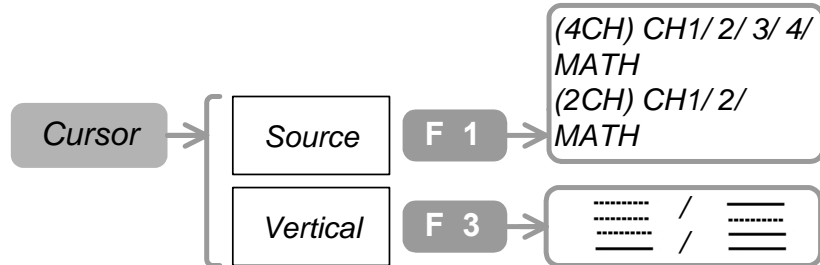 (4CH) CH1/ 2/ 3/ 4/
MATH
(2CH) CH1/ 2/
MATH
Cursor
Source
F 1
Vertical
F 3
/
/